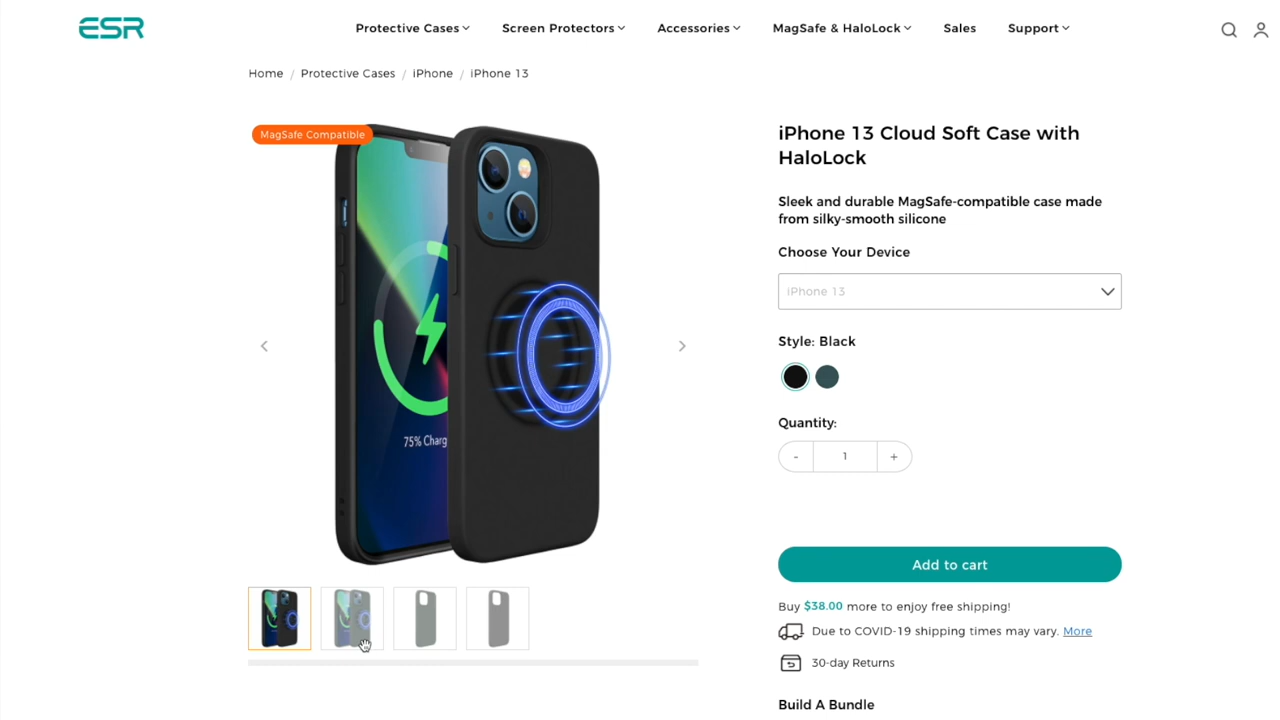 ESR
Protective Cases
Screen Protectors
Accessories
MagSafe & HaloLock
Sales
Support
Home / Protective Cases / iPhone / iPhone 13
MagSafe Compatible
75% Charg
iPhone 13 Cloud Soft Case with
HaloLock
Sleek and durable MagSafe-compatible case made
from silky-smooth silicone
Choose Your Device
iPhone 13
Style: Black
Quantity:
- 1 +
Add to cart
Buy $38.00 more to enjoy free shipping!
Due to COVID-19 shipping times may vary. More
30-day Returns
Build A Bundle